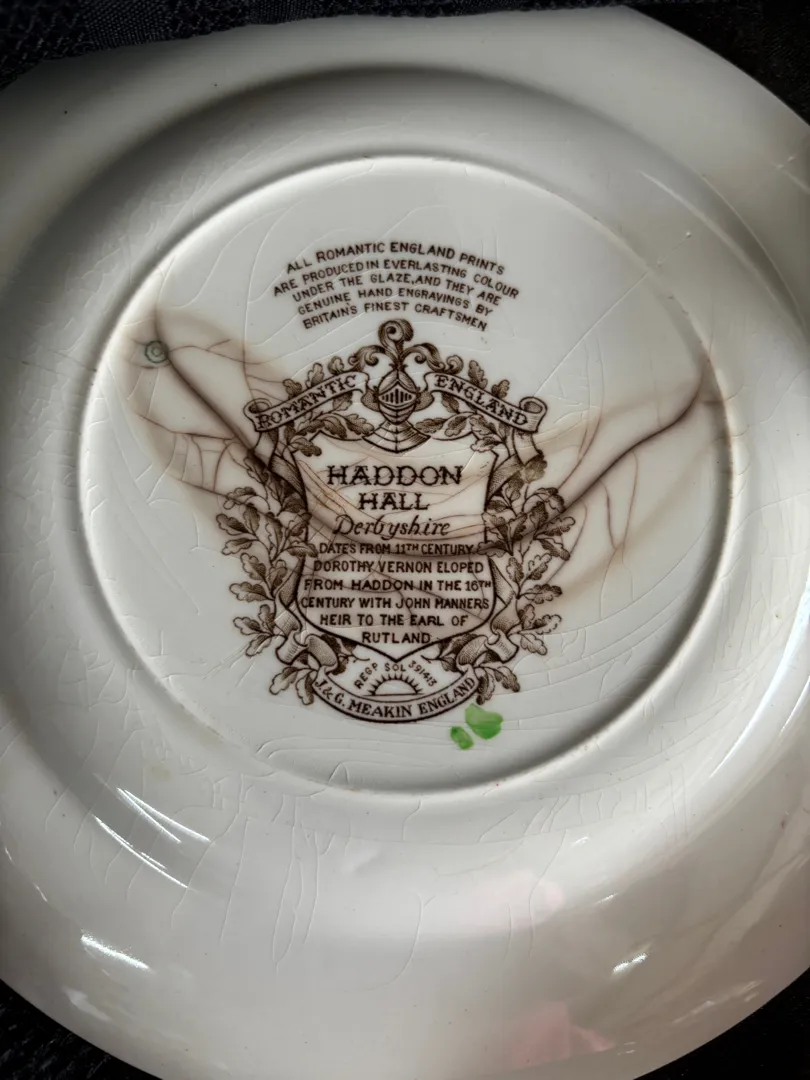 ALL ROMANTIC ENGLAND PRINTS
ARE PRODUCED IN EVERLASTING COLOUR
UNDER THE GLAZE, AND THEY ARE
GENUINE HAND ENGRAVINGS BY
BRITAIN'S FINEST CRAFTSMEN
ROMANTIC ENGLAND
HADDON
HALL
Derbyshire
DATES FROM 11TH CENTURY
DOROTHY VERNON ELOPED
FROM HADDON IN THE 16TH
CENTURY WITH JOHN MANNERS
HEIR TO THE EARL OF
RUTLAND
REGD SOL 391413
J. & G. MEAKIN ENGLAND